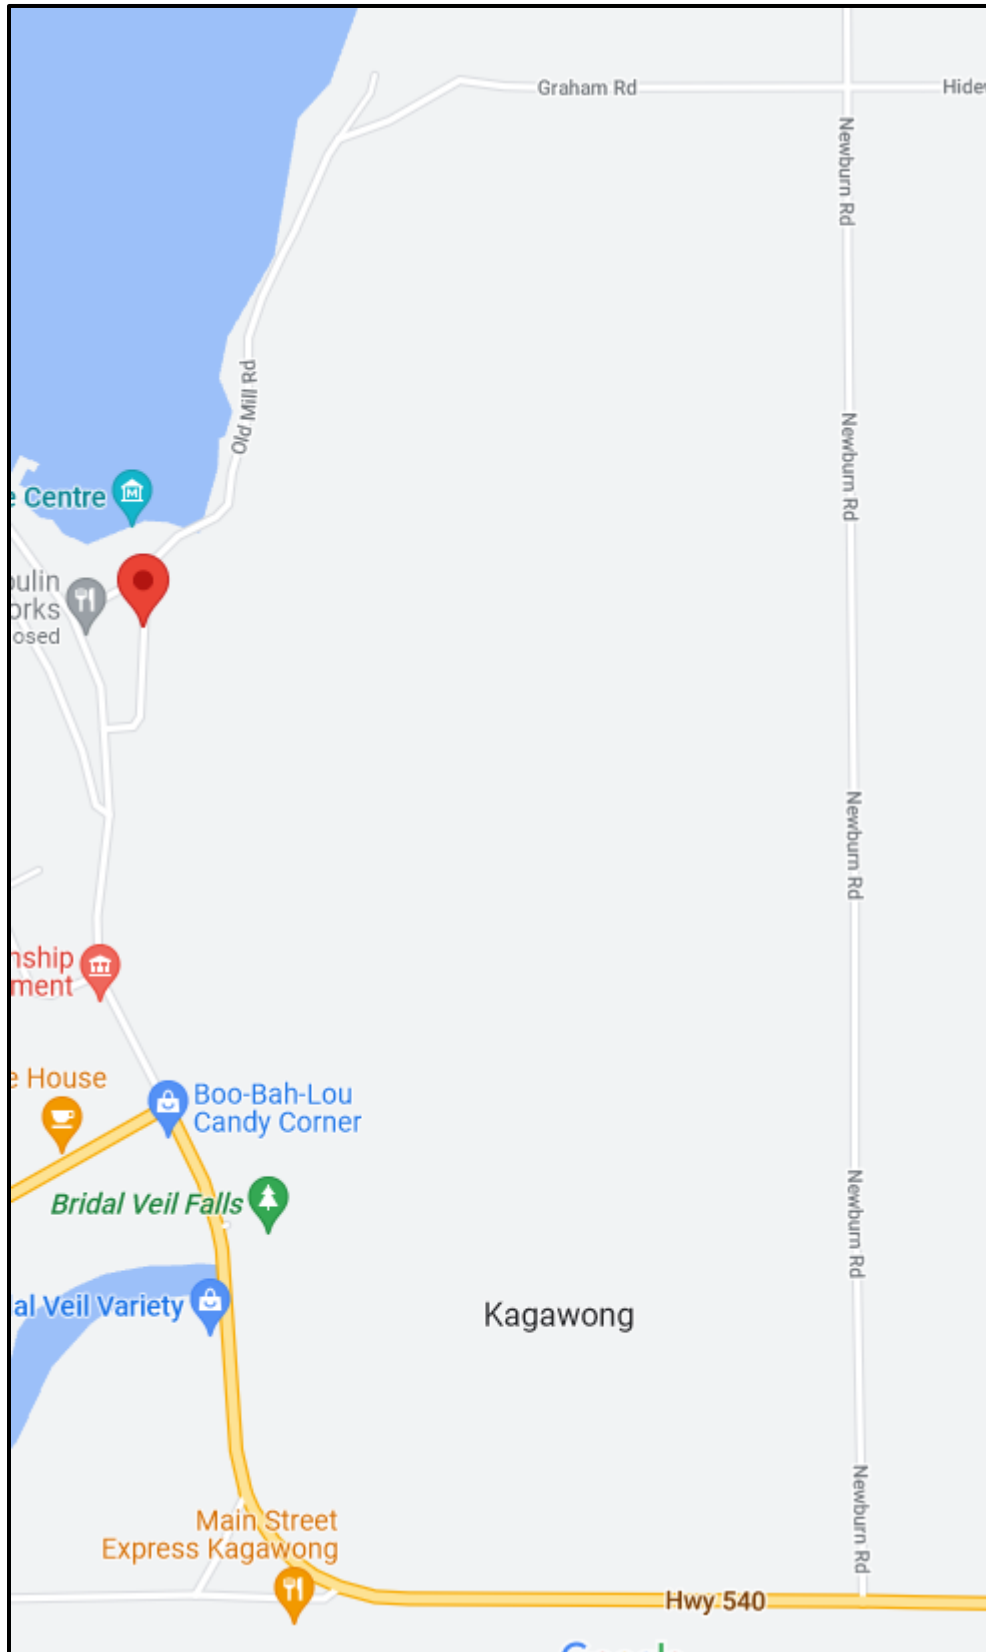 Graham Rd
Hidew
Newburn Rd
Old Mill Rd
Newburn Rd
e Centre
oulin
orks
osed
Newburn Rd
nship
ment
e House
Boo-Bah-Lou
Candy Corner
Bridal Veil Falls
Newburn Rd
al Veil Variety
Kagawong
Newburn Rd
Main Street
Express Kagawong
Hwy 540